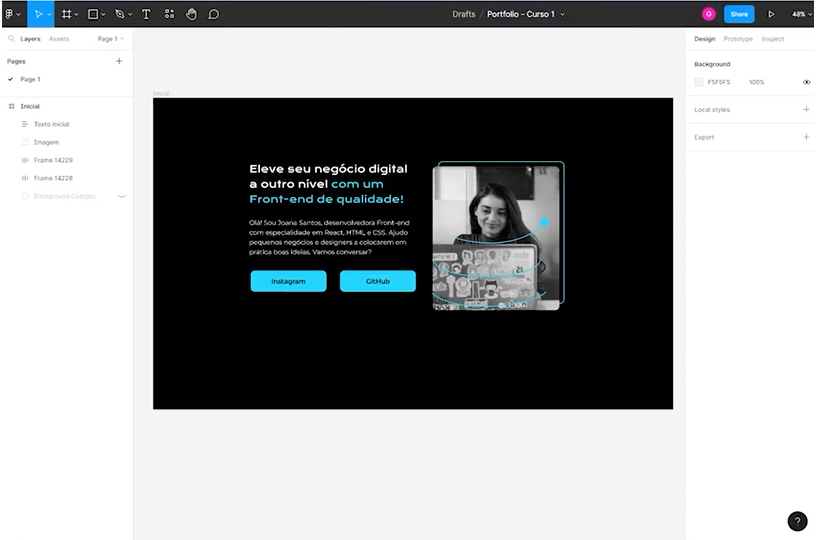 Drafts / Portfolio - Curso 1
G
Share
48%
Layers
Assets
Page 1
Pages
Page 1
Inicial
Texto inicial
Imagem
Frame 14229
Frame 14228
Background Códigos
Inicial
Eleve seu negócio digital
a outro nível com um
Front-end de qualidade!
Olá! Sou Joana Santos, desenvolvedora Front-end
com especialidade em React, HTML e CSS. Ajudo
pequenos negócios e designers a colocarem em
prática boas ideias. Vamos conversar?
Instagram
GitHub
Design
Prototype
Inspect
Background
F5F5F5
100%
Local styles
Export
?